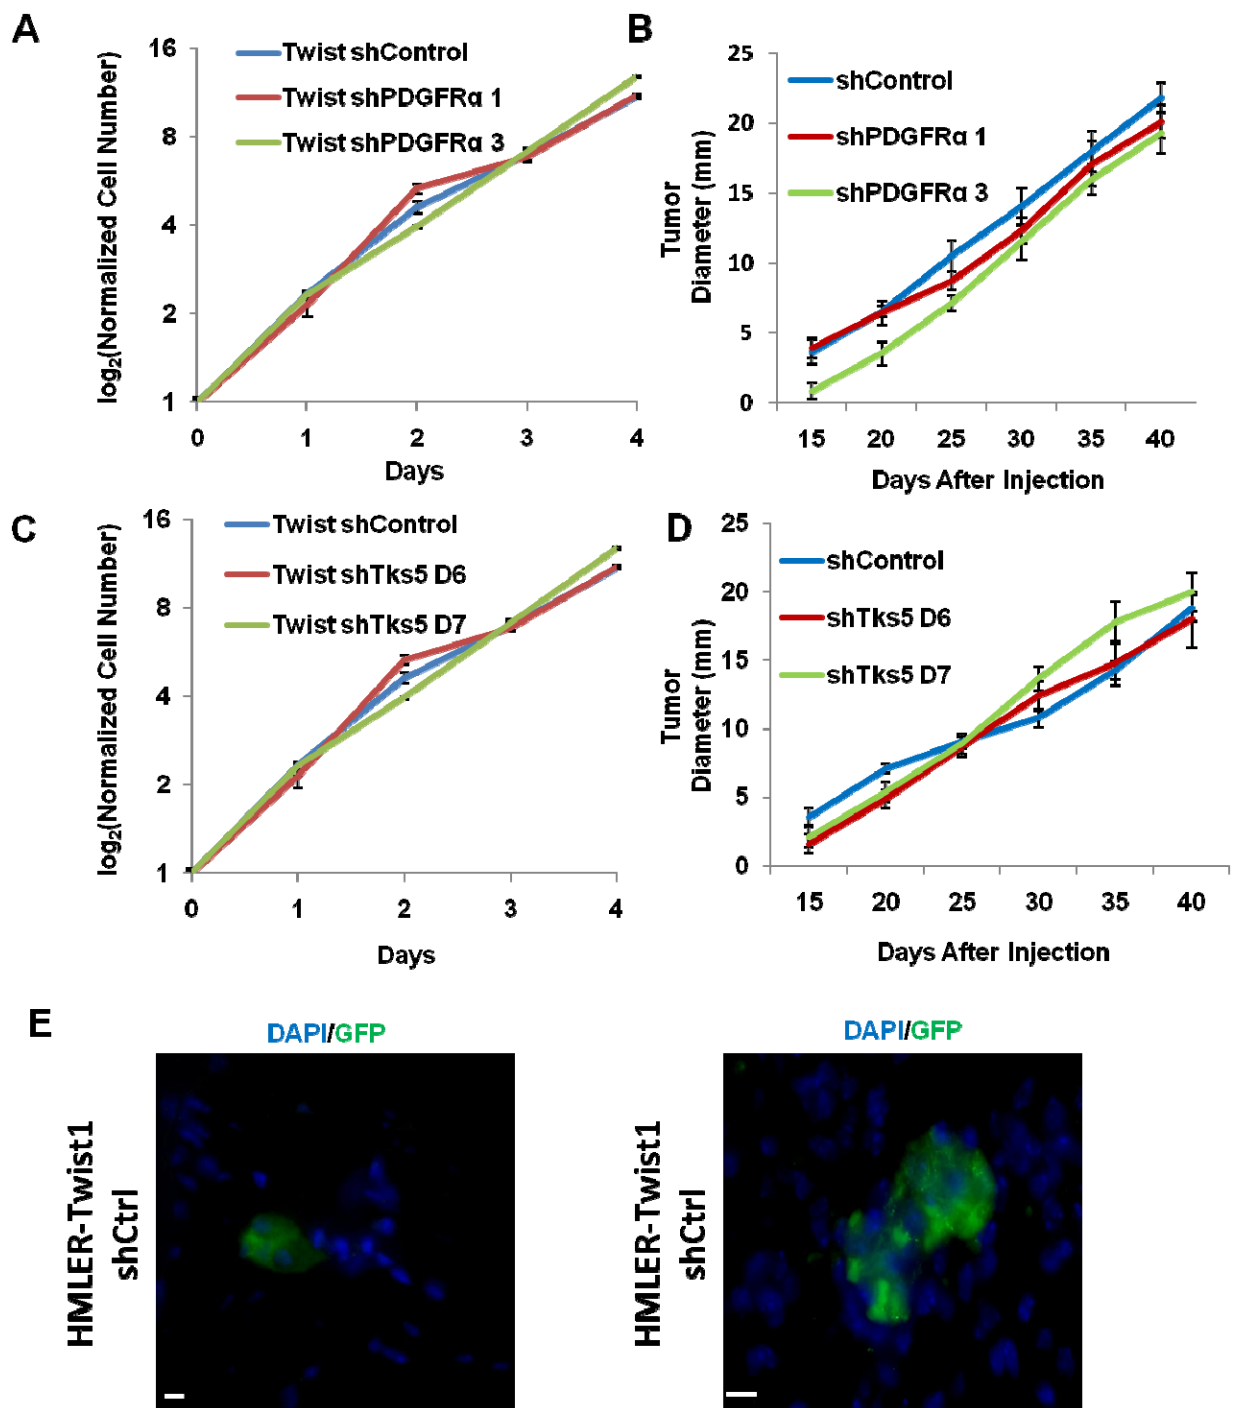 A
log₂(Normalized Cell Number)
16
8
4
2
1
Twist shControl
Twist shPDGFRα 1
Twist shPDGFRα 3
0 1 2 3 4
Days
B
Tumor
Diameter (mm)
25
20
15
10
5
0
shControl
shPDGFRα 1
shPDGFRα 3
15 20 25 30 35 40
Days After Injection
C
log₂(Normalized Cell Number)
16
8
4
2
1
Twist shControl
Twist shTks5 D6
Twist shTks5 D7
0 1 2 3 4
Days
D
Tumor
Diameter (mm)
25
20
15
10
5
0
shControl
shTks5 D6
shTks5 D7
15 20 25 30 35 40
Days After Injection
E
DAPI/GFP
HMLER-Twist1
shCtrl
DAPI/GFP
HMLER-Twist1
shCtrl